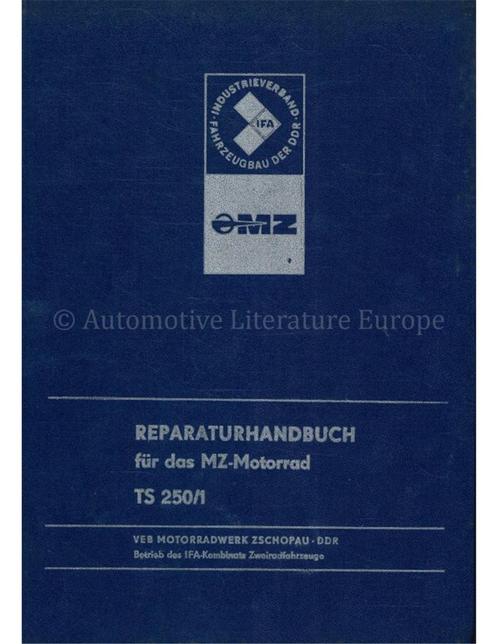 INDUSTRIEVERBAND
FAHRZEUGBAU DER DDR
IFA
MZ
© Automotive Literature Europe
REPARATURHANDBUCH
für das MZ-Motorrad
TS 250/1
VEB MOTORRADWERK ZSCHOPAU · DDR
Betrieb des IFA-Kombinats Zweiradfahrzeuge